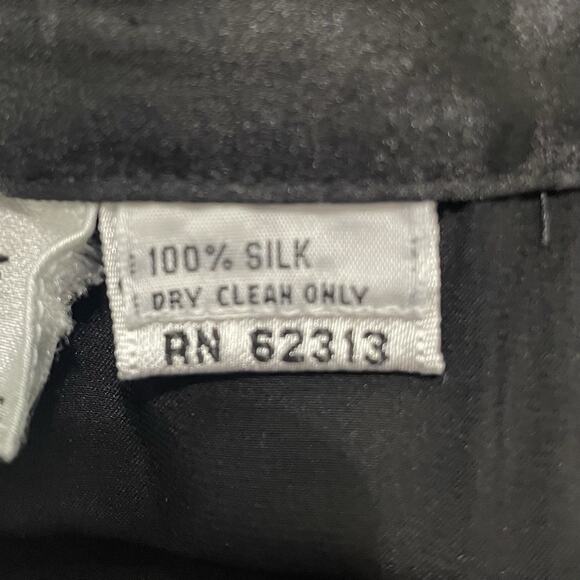 100% SILK
DRY CLEAN ONLY
RN 62313